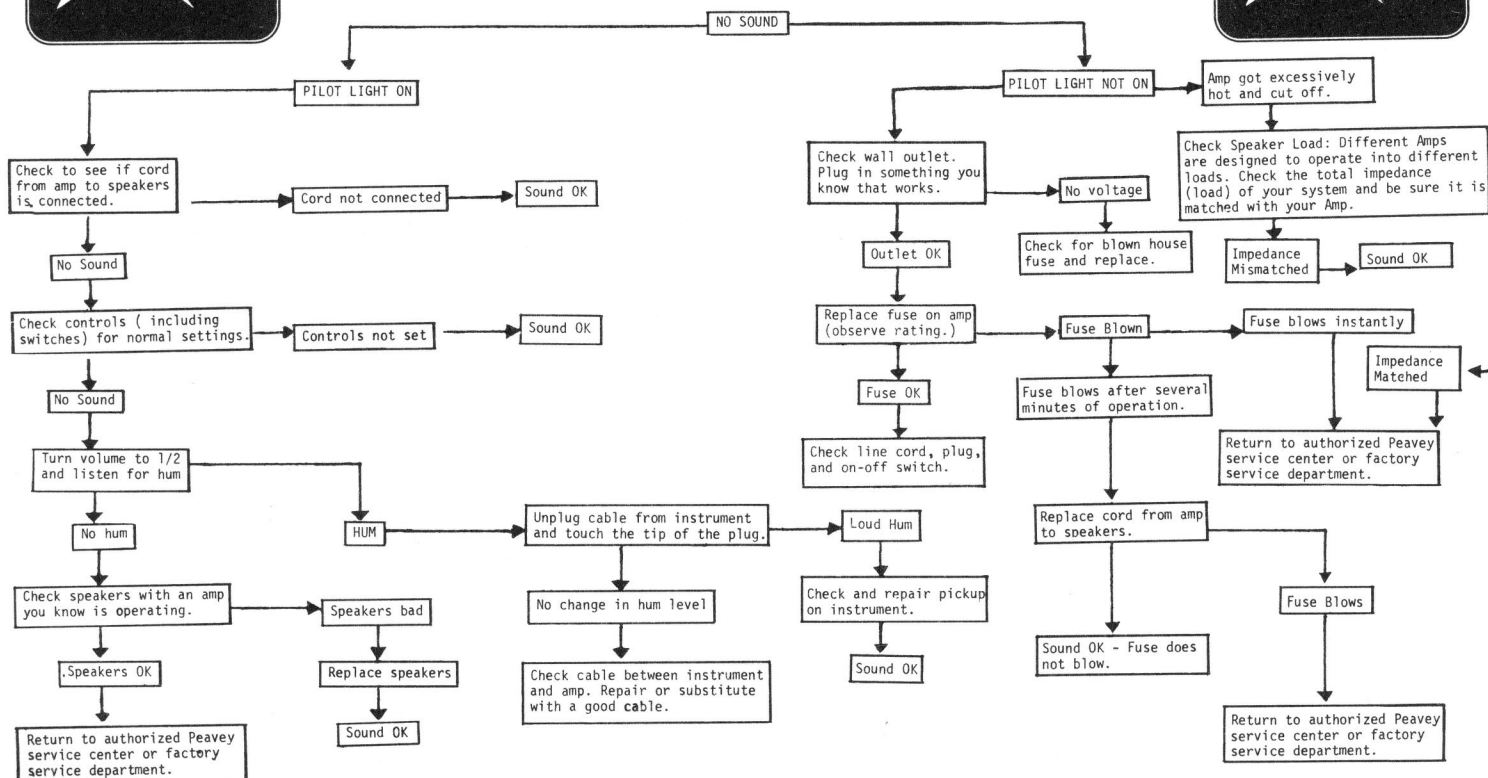 NO SOUND
PILOT LIGHT ON
Check to see if cord
from amp to speakers
is connected.
Cord not connected
Sound OK
No Sound
Check controls ( including
switches) for normal settings.
Controls not set
Sound OK
No Sound
Turn volume to 1/2
and listen for hum
No hum
Check speakers with an amp
you know is operating.
.Speakers OK
Return to authorized Peavey
service center or factory
service department.
Speakers bad
Replace speakers
Sound OK
HUM
Unplug cable from instrument
and touch the tip of the plug.
No change in hum level
Check cable between instrument
and amp. Repair or substitute
with a good cable.
Loud Hum
Check and repair pickup
on instrument.
Sound OK
PILOT LIGHT NOT ON
Check wall outlet.
Plug in something you
know that works.
No voltage
Check for blown house
fuse and replace.
Outlet OK
Replace fuse on amp
(observe rating.)
Fuse OK
Check line cord, plug,
and on-off switch.
Fuse Blown
Fuse blows after several
minutes of operation.
Replace cord from amp
to speakers.
Sound OK - Fuse does
not blow.
Fuse Blows
Return to authorized Peavey
service center or factory
service department.
Fuse blows instantly
Return to authorized Peavey
service center or factory
service department.
Amp got excessively
hot and cut off.
Check Speaker Load: Different Amps
are designed to operate into different
loads. Check the total impedance
(load) of your system and be sure it is
matched with your Amp.
Impedance
Mismatched
Sound OK
Impedance
Matched